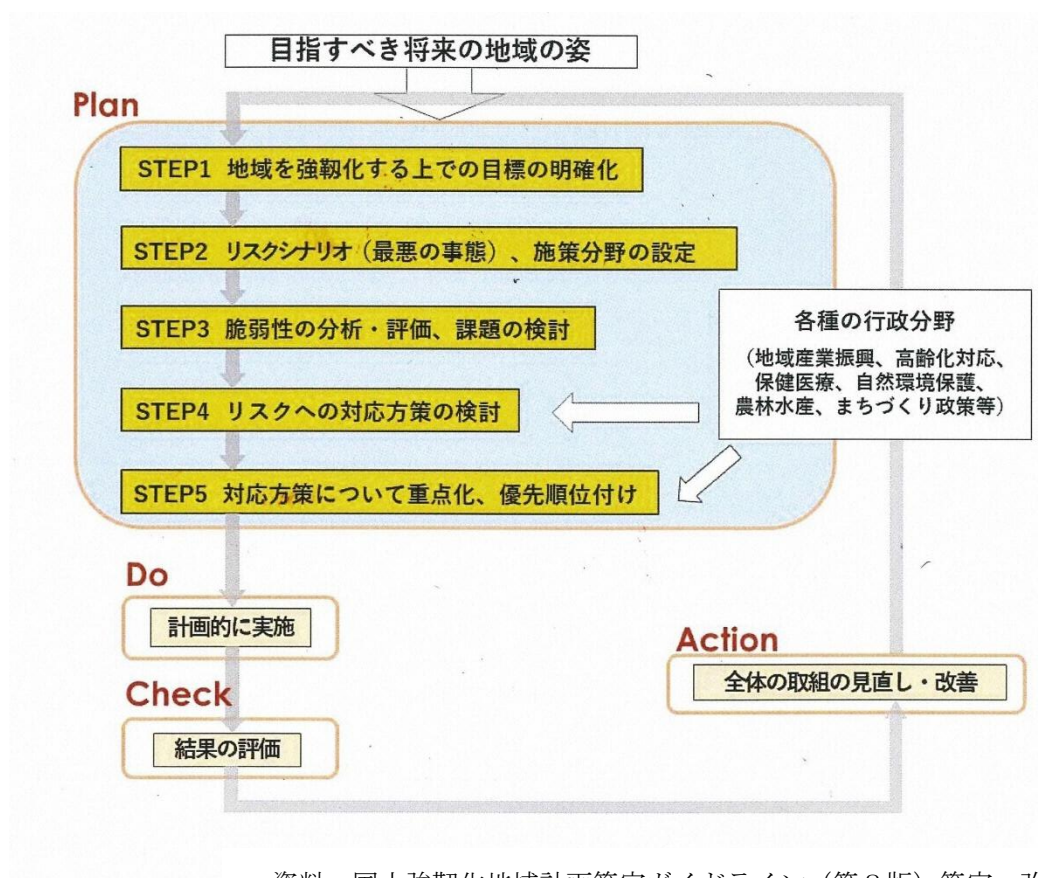 目指すべき将来の地域の姿
Plan
STEP1 地域を強靱化する上での目標の明確化
STEP2 リスクシナリオ（最悪の事態）、施策分野の設定
STEP3 脆弱性の分析・評価、課題の検討
STEP4 リスクへの対応方策の検討
STEP5 対応方策について重点化、優先順位付け
各種の行政分野
（地域産業振興、高齢化対応、
保健医療、自然環境保護、
農林水産、まちづくり政策等）
Do
計画的に実施
Check
結果の評価
Action
全体の取組の見直し・改善